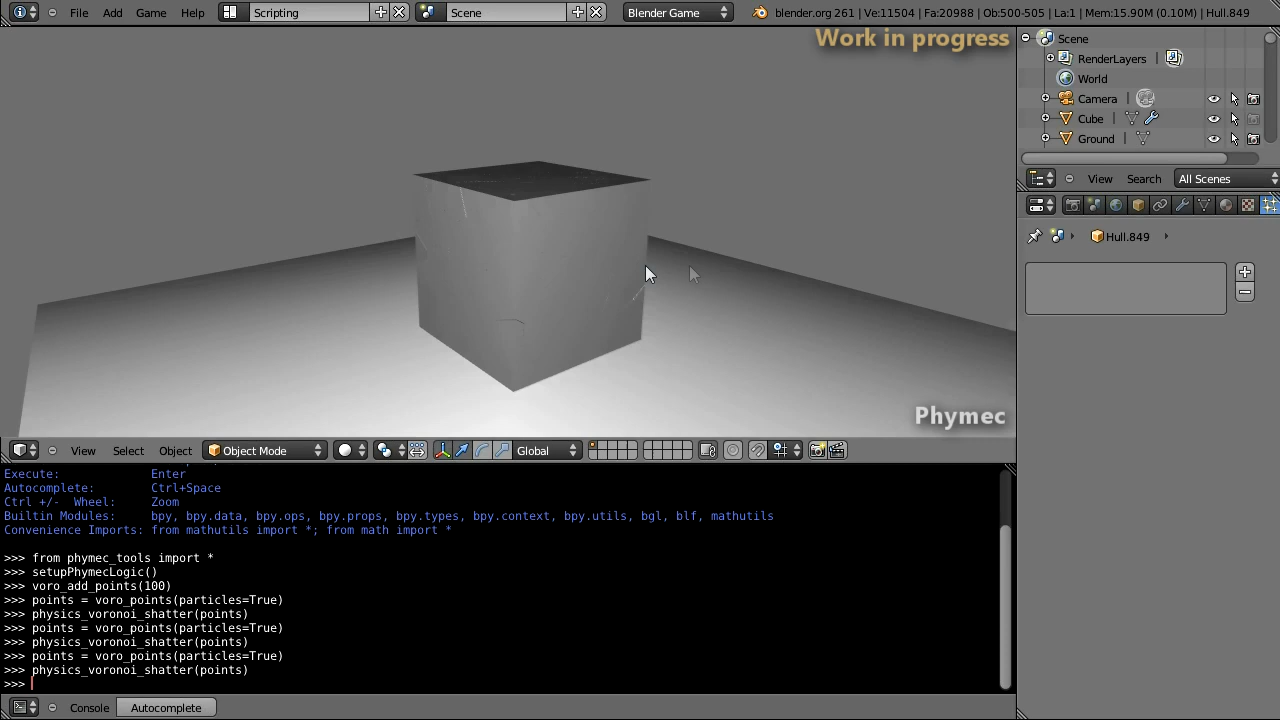 File Add Game Help Scripting Scene Blender Game blender.org 261 | Ve:11504 | Fa:20988 | Ob:500-505 | La:1 | Mem:15.90M (0.10M) | Hull.849
Work in progress
Scene
RenderLayers
World
Camera
Cube
Ground
View Search All Scenes
Hull.849
Phymec
View Select Object Object Mode Global
Execute: Enter
Autocomplete: Ctrl+Space
Ctrl +/- Wheel: Zoom
Builtin Modules: bpy, bpy.data, bpy.ops, bpy.props, bpy.types, bpy.context, bpy.utils, bgl, blf, mathutils
Convenience Imports: from mathutils import *; from math import *
>>> from phymec_tools import *
>>> setupPhymecLogic()
>>> voro_add_points(100)
>>> points = voro_points(particles=True)
>>> physics_voronoi_shatter(points)
>>> points = voro_points(particles=True)
>>> physics_voronoi_shatter(points)
>>> points = voro_points(particles=True)
>>> physics_voronoi_shatter(points)
>>>
Console Autocomplete